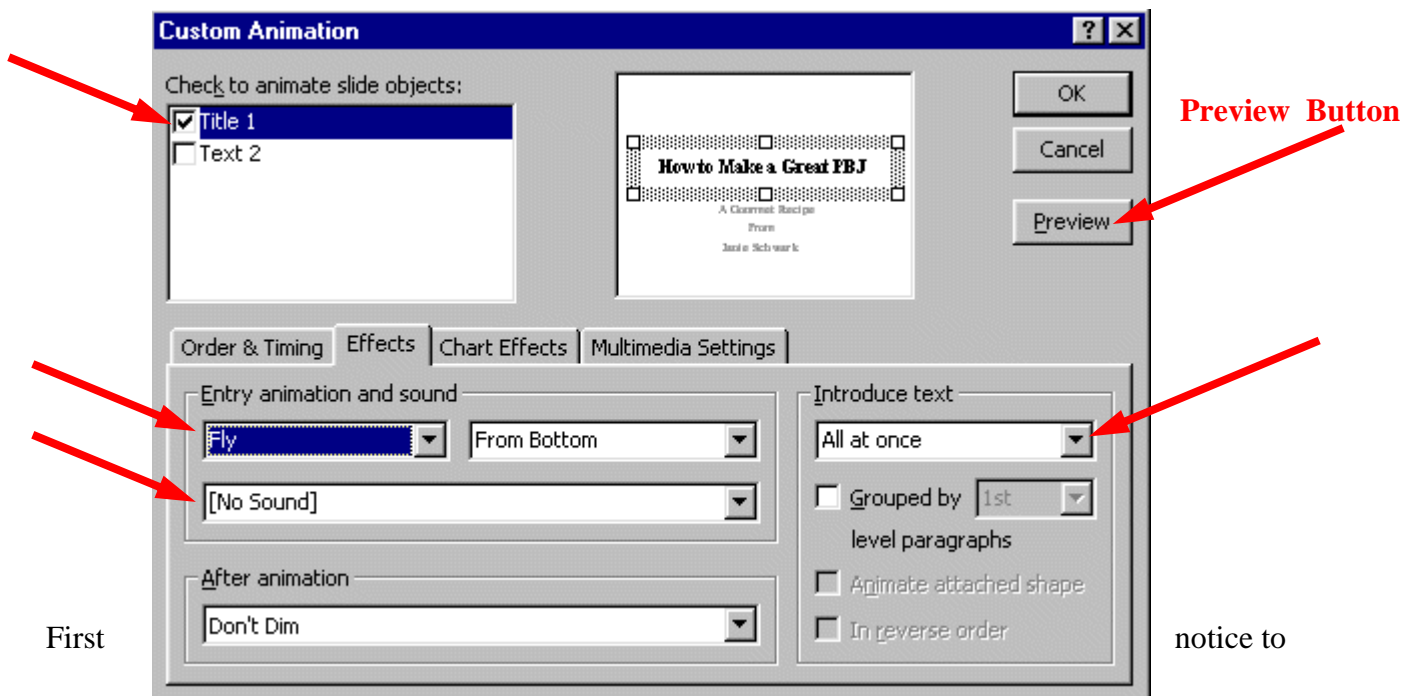 Custom Animation
Check to animate slide objects:
Title 1
Text 2
How to Make a Great PBJ
A Gourmet Recipe
From
Janie Schwark
OK
Cancel
Preview
Preview Button
Order & Timing
Effects
Chart Effects
Multimedia Settings
Entry animation and sound
Fly
From Bottom
[No Sound]
After animation
Don't Dim
Introduce text
All at once
Grouped by 1st
level paragraphs
Animate attached shape
In reverse order
First notice to